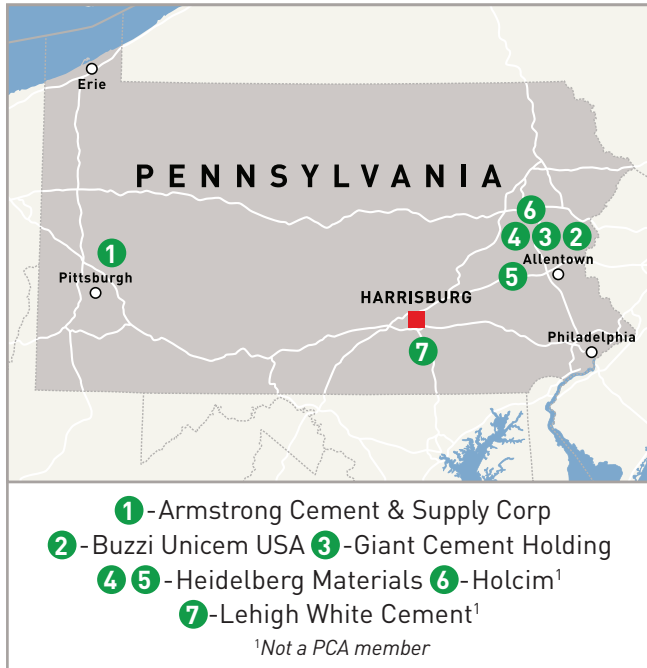 Erie
PENNSYLVANIA
6
4 3 2
1
Allentown
5
Pittsburgh
HARRISBURG
Philadelphia
7
1-Armstrong Cement & Supply Corp
2-Buzzi Unicem USA 3-Giant Cement Holding
4 5-Heidelberg Materials 6-Holcim¹
7-Lehigh White Cement¹
¹Not a PCA member